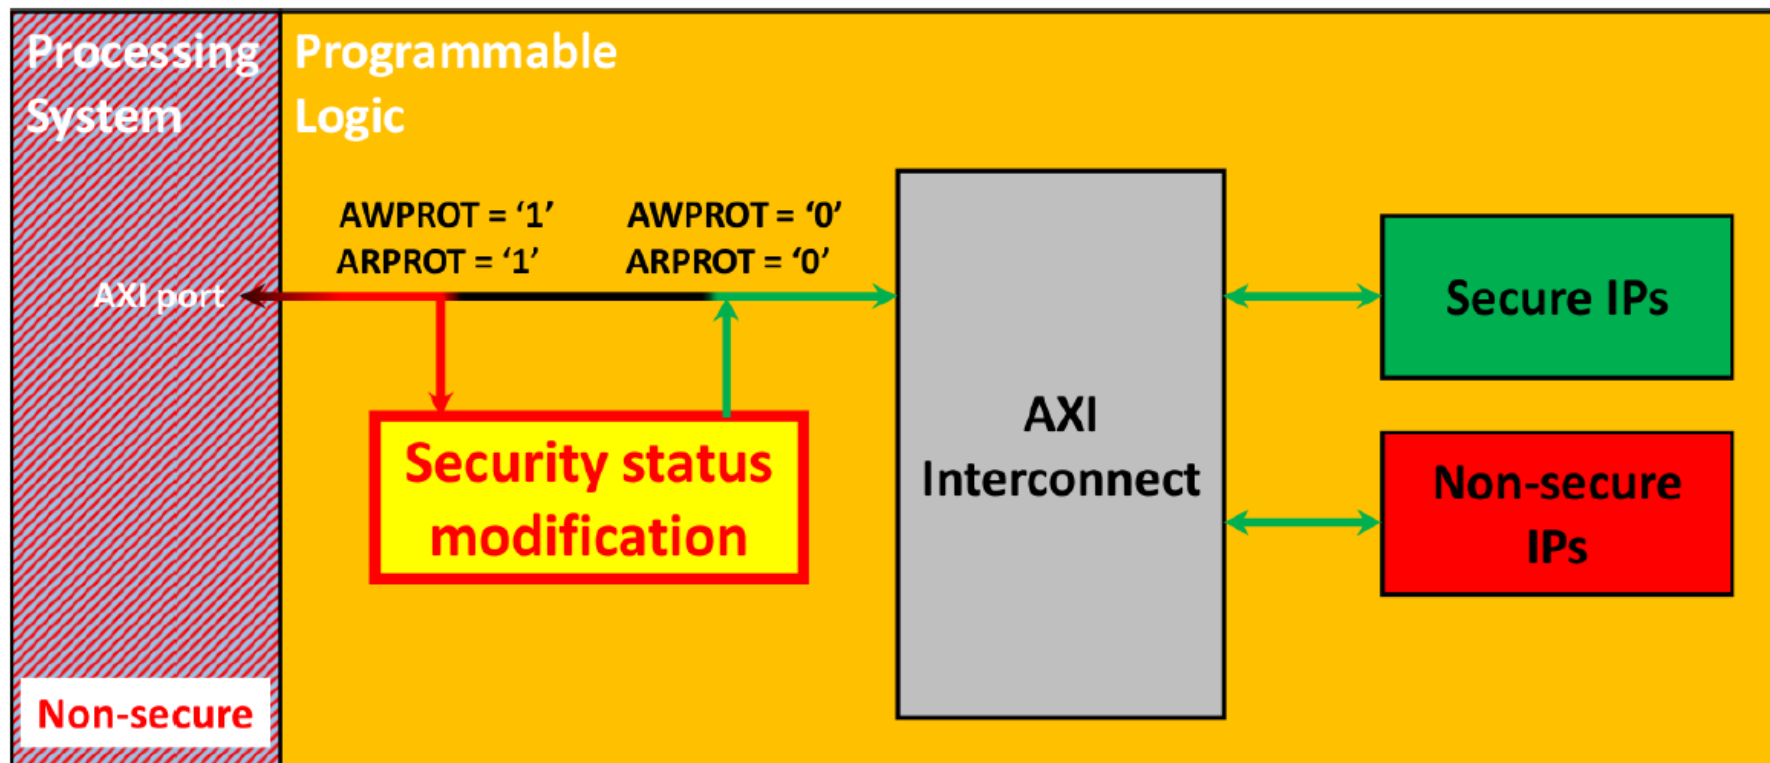 Processing
System
Programmable
Logic
AWPROT = ‘1’
ARPROT = ‘1’
AWPROT = ‘0’
ARPROT = ‘0’
AXI port
Security status
modification
AXI
Interconnect
Secure IPs
Non-secure
IPs
Non-secure